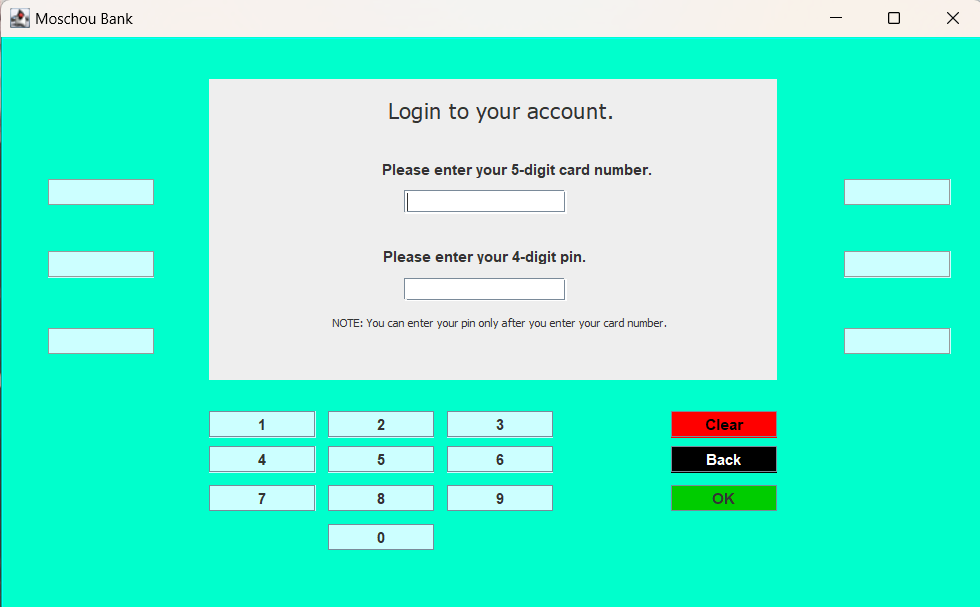 Moschou Bank
Login to your account.
Please enter your 5-digit card number.
Please enter your 4-digit pin.
NOTE: You can enter your pin only after you enter your card number.
1 2 3 Clear
4 5 6 Back
7 8 9 OK
0